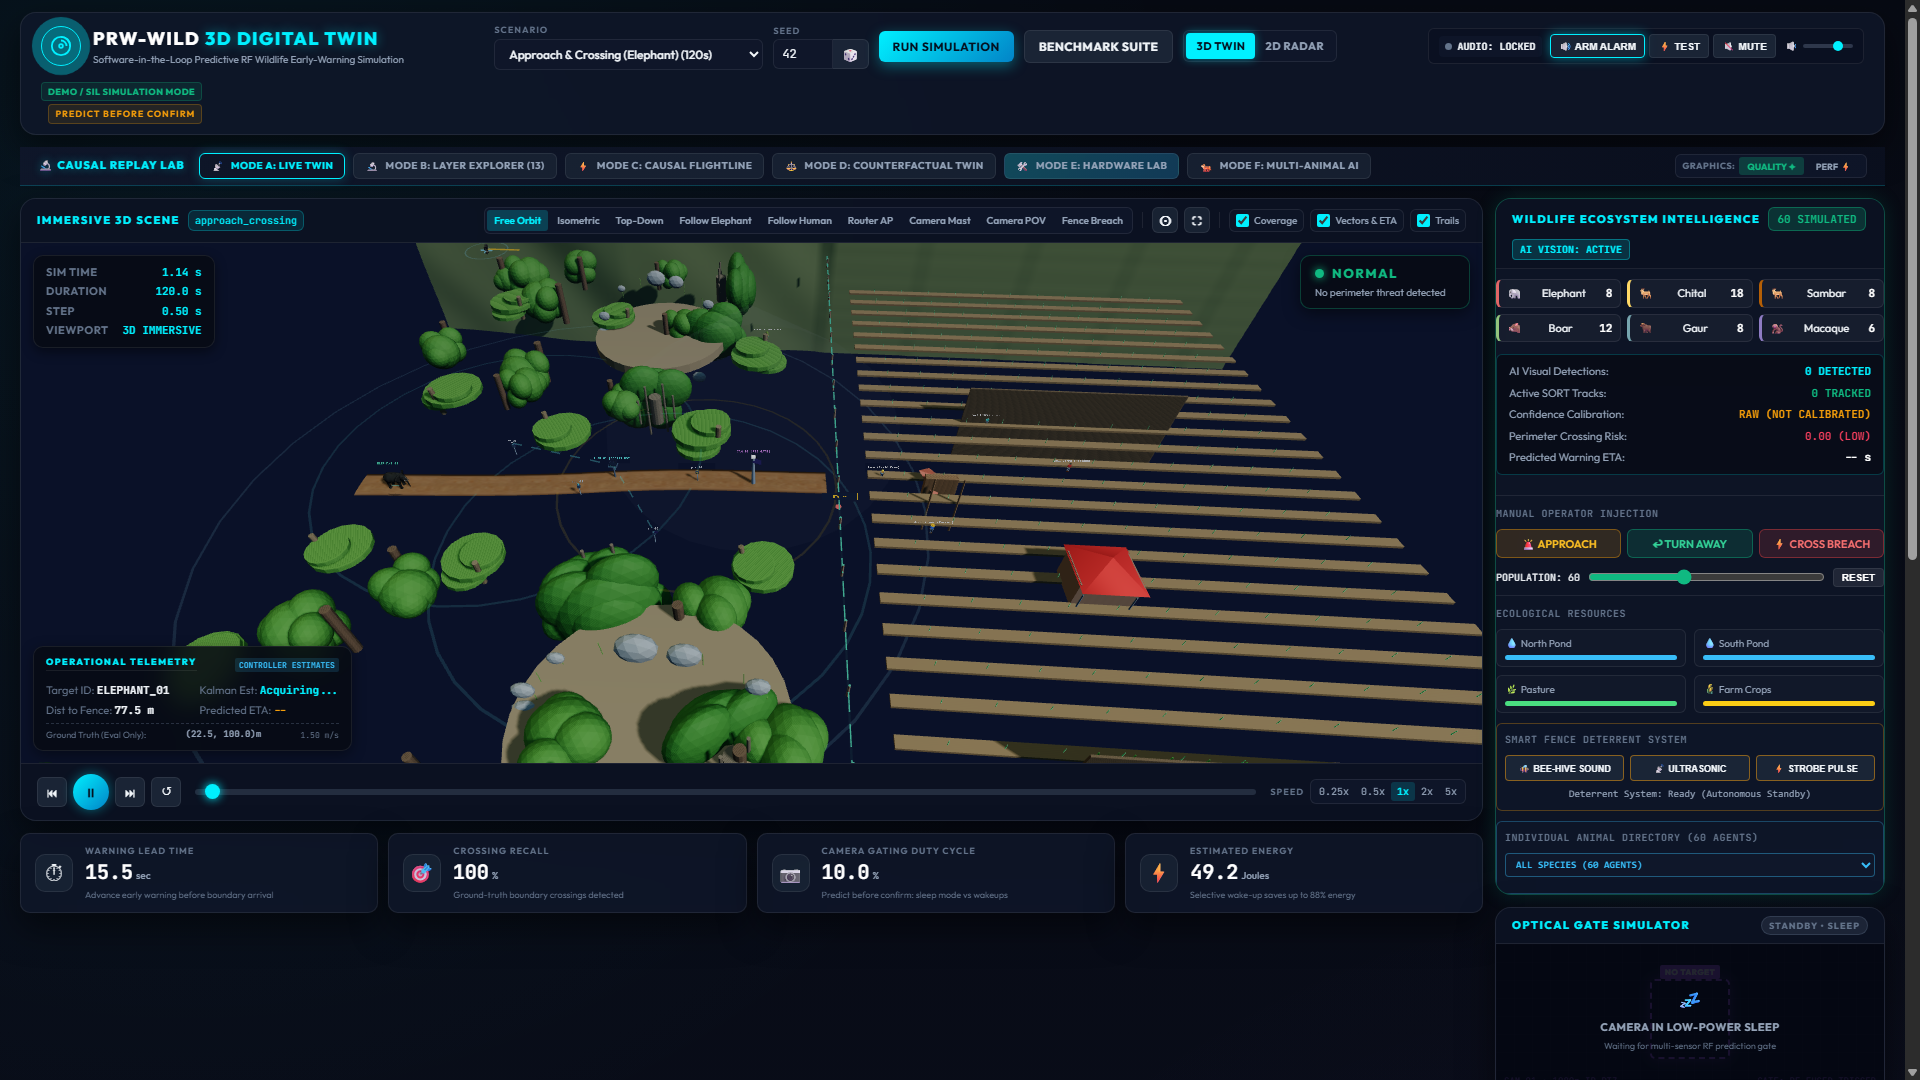 PRW-WILD 3D DIGITAL TWIN
Software-in-the-Loop Predictive RF Wildlife Early-Warning Simulation
DEMO / SIL SIMULATION MODE
PREDICT BEFORE CONFIRM
SCENARIO
Approach & Crossing (Elephant) (120s)
SEED
42
RUN SIMULATION
BENCHMARK SUITE
3D TWIN
2D RADAR
AUDIO: LOCKED
ARM ALARM
TEST
MUTE
CAUSAL REPLAY LAB
MODE A: LIVE TWIN
MODE B: LAYER EXPLORER (13)
MODE C: CAUSAL FLIGHTLINE
MODE D: COUNTERFACTUAL TWIN
MODE E: HARDWARE LAB
MODE F: MULTI-ANIMAL AI
GRAPHICS: QUALITY PERF
IMMERSIVE 3D SCENE
approach_crossing
Free Orbit
Isometric
Top-Down
Follow Elephant
Follow Human
Router AP
Camera Mast
Camera POV
Fence Breach
Coverage
Vectors & ETA
Trails
SIM TIME 1.14 s
DURATION 120.0 s
STEP 0.50 s
VIEWPORT 3D IMMERSIVE
NORMAL
No perimeter threat detected
OPERATIONAL TELEMETRY
CONTROLLER ESTIMATES
Target ID: ELEPHANT_01 Kalman Est: Acquiring...
Dist to Fence: 77.5 m Predicted ETA: --
Ground Truth (Eval Only): (22.5, 100.0)m 1.50 m/s
SPEED 0.25x 0.5x 1x 2x 5x
WARNING LEAD TIME
15.5 sec
Advance early warning before boundary arrival
CROSSING RECALL
100 %
Ground-truth boundary crossings detected
CAMERA GATING DUTY CYCLE
10.0 %
Predict before confirm: sleep mode vs wakeups
ESTIMATED ENERGY
49.2 Joules
Selective wake-up saves up to 88% energy
WILDLIFE ECOSYSTEM INTELLIGENCE
60 SIMULATED
AI VISION: ACTIVE
Elephant 8
Chital 18
Sambar 8
Boar 12
Gaur 8
Macaque 6
AI Visual Detections: 0 DETECTED
Active SORT Tracks: 0 TRACKED
Confidence Calibration: RAW (NOT CALIBRATED)
Perimeter Crossing Risk: 0.00 (LOW)
Predicted Warning ETA: -- s
MANUAL OPERATOR INJECTION
APPROACH
TURN AWAY
CROSS BREACH
POPULATION: 60
RESET
ECOLOGICAL RESOURCES
North Pond
South Pond
Pasture
Farm Crops
SMART FENCE DETERRENT SYSTEM
BEE-HIVE SOUND
ULTRASONIC
STROBE PULSE
Deterrent System: Ready (Autonomous Standby)
INDIVIDUAL ANIMAL DIRECTORY (60 AGENTS)
ALL SPECIES (60 AGENTS)
OPTICAL GATE SIMULATOR
STANDBY • SLEEP
NO TARGET
CAMERA IN LOW-POWER SLEEP
Waiting for multi-sensor RF prediction gate